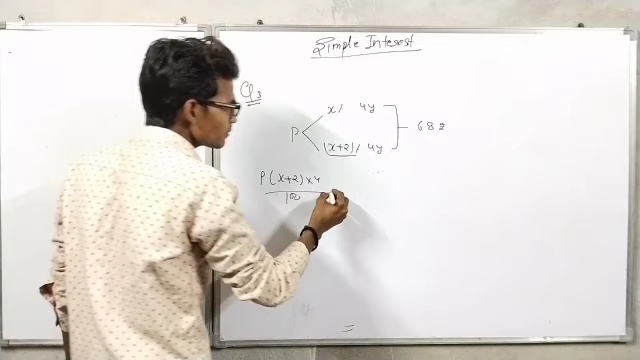 Simple Interest
Q3
x% 4y
P 68 ₹
(x+2)% 4y
P(x+2)×4
100
=